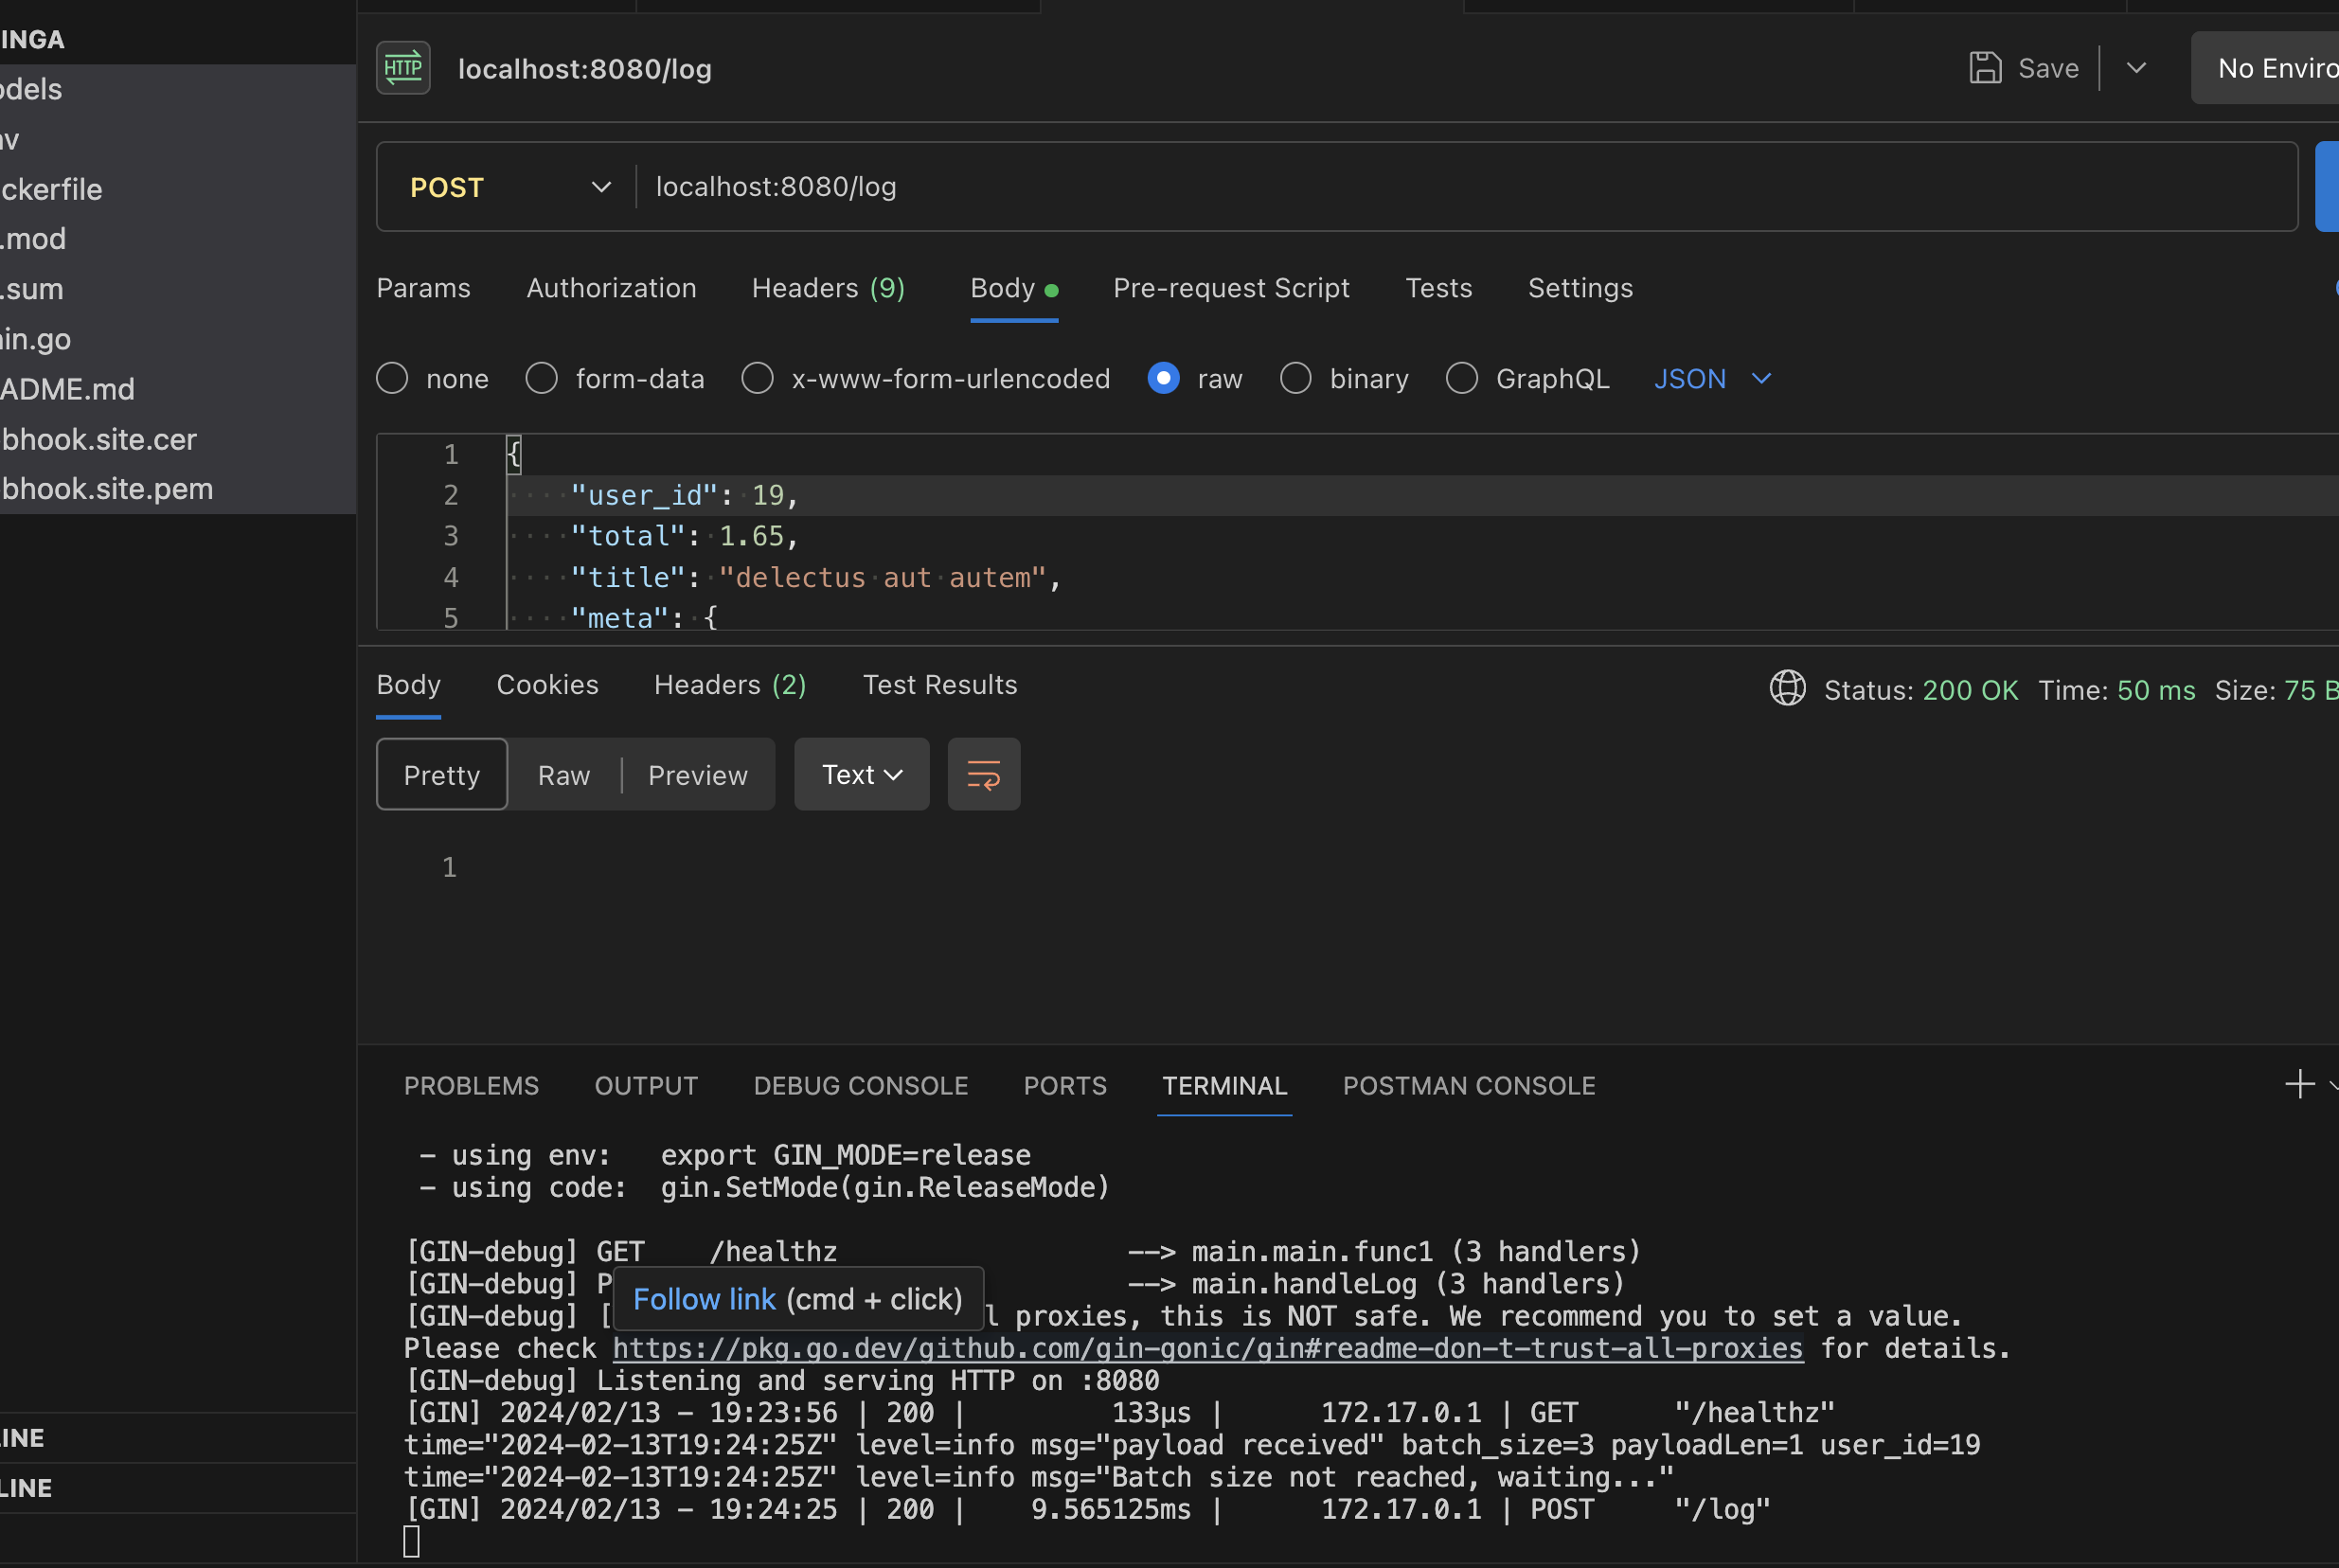 INGA
odels
nv
ckerfile
.mod
.sum
in.go
ADME.md
bhook.site.cer
bhook.site.pem
LINE
LINE
HTTP
localhost:8080/log
Save
No Enviro
POST
localhost:8080/log
Params Authorization Headers (9) Body Pre-request Script Tests Settings
none form-data x-www-form-urlencoded raw binary GraphQL JSON
1 {
2 "user_id": 19,
3 "total": 1.65,
4 "title": "delectus aut autem",
5 "meta": {
Body Cookies Headers (2) Test Results
Status: 200 OK Time: 50 ms Size: 75 B
Pretty Raw Preview Text
1
PROBLEMS OUTPUT DEBUG CONSOLE PORTS TERMINAL POSTMAN CONSOLE
- using env: export GIN_MODE=release
- using code: gin.SetMode(gin.ReleaseMode)
[GIN-debug] GET /healthz --> main.main.func1 (3 handlers)
[GIN-debug] P --> main.handleLog (3 handlers)
Follow link (cmd + click)
[GIN-debug] [ l proxies, this is NOT safe. We recommend you to set a value.
Please check https://pkg.go.dev/github.com/gin-gonic/gin#readme-don-t-trust-all-proxies for details.
[GIN-debug] Listening and serving HTTP on :8080
[GIN] 2024/02/13 - 19:23:56 | 200 | 133µs | 172.17.0.1 | GET "/healthz"
time="2024-02-13T19:24:25Z" level=info msg="payload received" batch_size=3 payloadLen=1 user_id=19
time="2024-02-13T19:24:25Z" level=info msg="Batch size not reached, waiting..."
[GIN] 2024/02/13 - 19:24:25 | 200 | 9.565125ms | 172.17.0.1 | POST "/log"